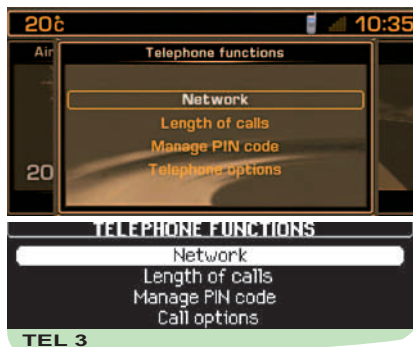 20c 10:35
Air Telephone functions
Network
Length of calls
Manage PIN code
20 Telephone options
TELEPHONE FUNCTIONS
Network
Length of calls
Manage PIN code
Call options
TEL 3